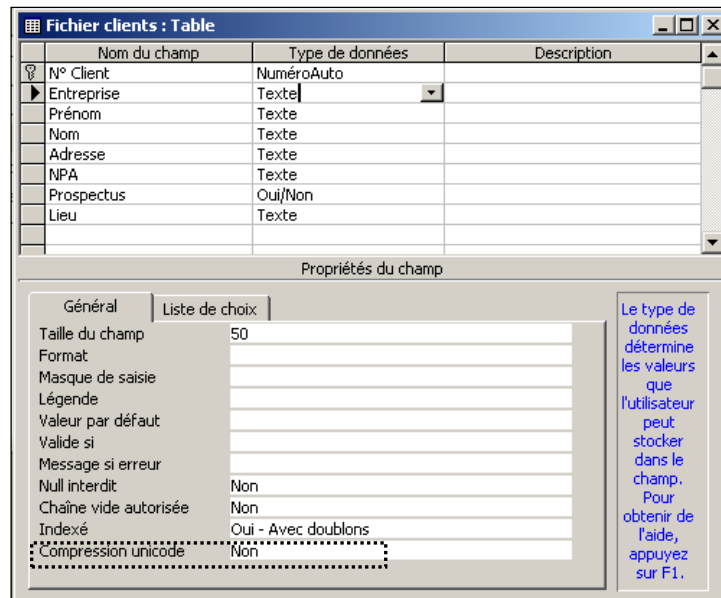 Fichier clients : Table
Nom du champ Type de données Description
N° Client NuméroAuto
Entreprise Texte
Prénom Texte
Nom Texte
Adresse Texte
NPA Texte
Prospectus Oui/Non
Lieu Texte
Propriétés du champ
Général Liste de choix
Taille du champ 50
Format
Masque de saisie
Légende
Valeur par défaut
Valide si
Message si erreur
Null interdit Non
Chaîne vide autorisée Non
Indexé Oui - Avec doublons
Compression unicode Non
Le type de
données
détermine
les valeurs
que
l'utilisateur
peut
stocker
dans le
champ.
Pour
obtenir de
l'aide,
appuyez
sur F1.